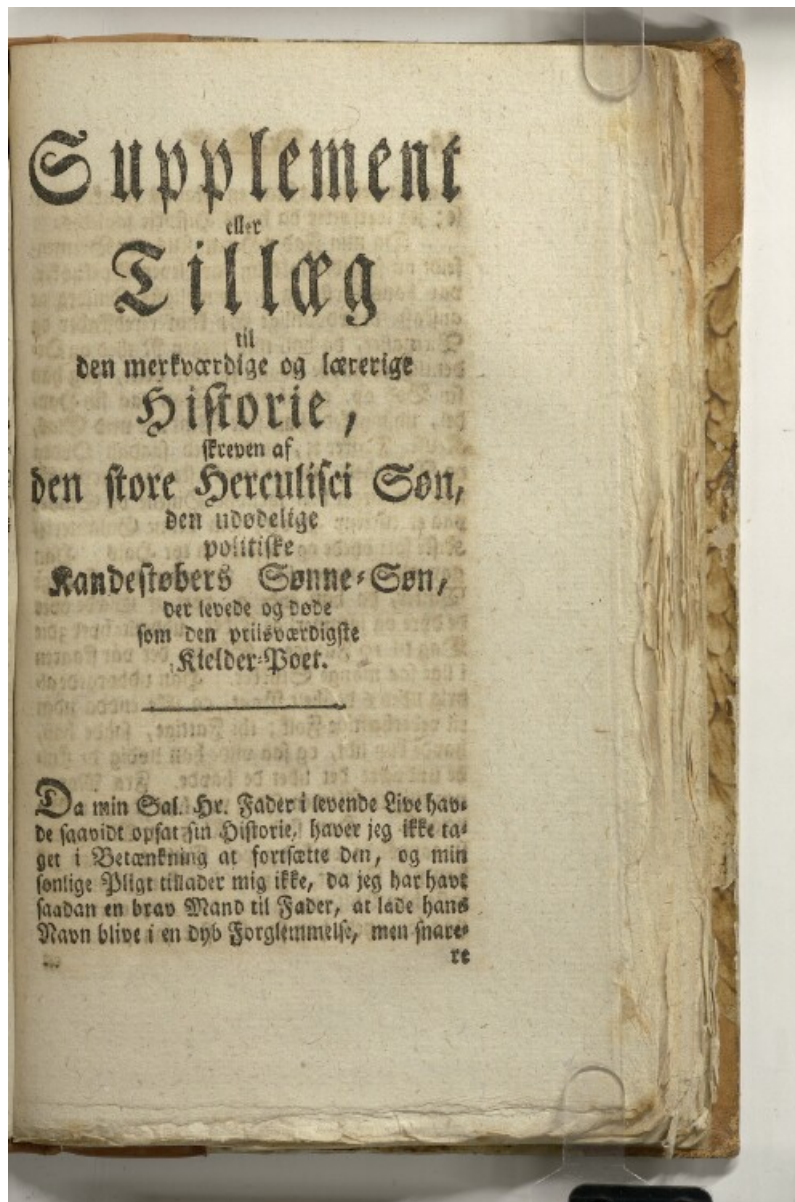 Supplement
eller
Tillæg
til
den merkværdige og lærerige
Historie,
skreven af
den store Herculisci Søn,
den udødelige
politiske
Kandestøbers Sønne-Søn,
der levede og døde
som den priisværdigste
Kielder-Poet.
Da min Sal. Hr. Fader i levende Live hav-
de saavidt opsat sin Historie, haver jeg ikke ta-
get i Betænkning at fortsætte den, og min
sønlige Pligt tillader mig ikke, da jeg har havt
saadan en brav Mand til Fader, at lade hans
Navn blive i en dyb Forglemmelse, men snare-
re